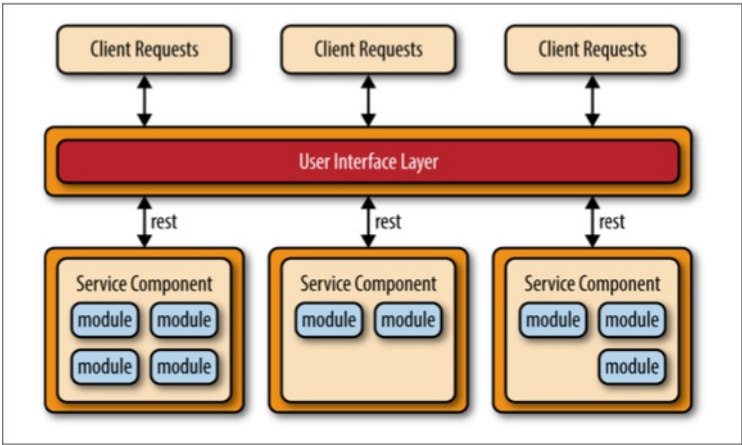 Client Requests
Client Requests
Client Requests
User Interface Layer
rest
rest
rest
Service Component
module
module
module
module
Service Component
module
module
Service Component
module
module
module